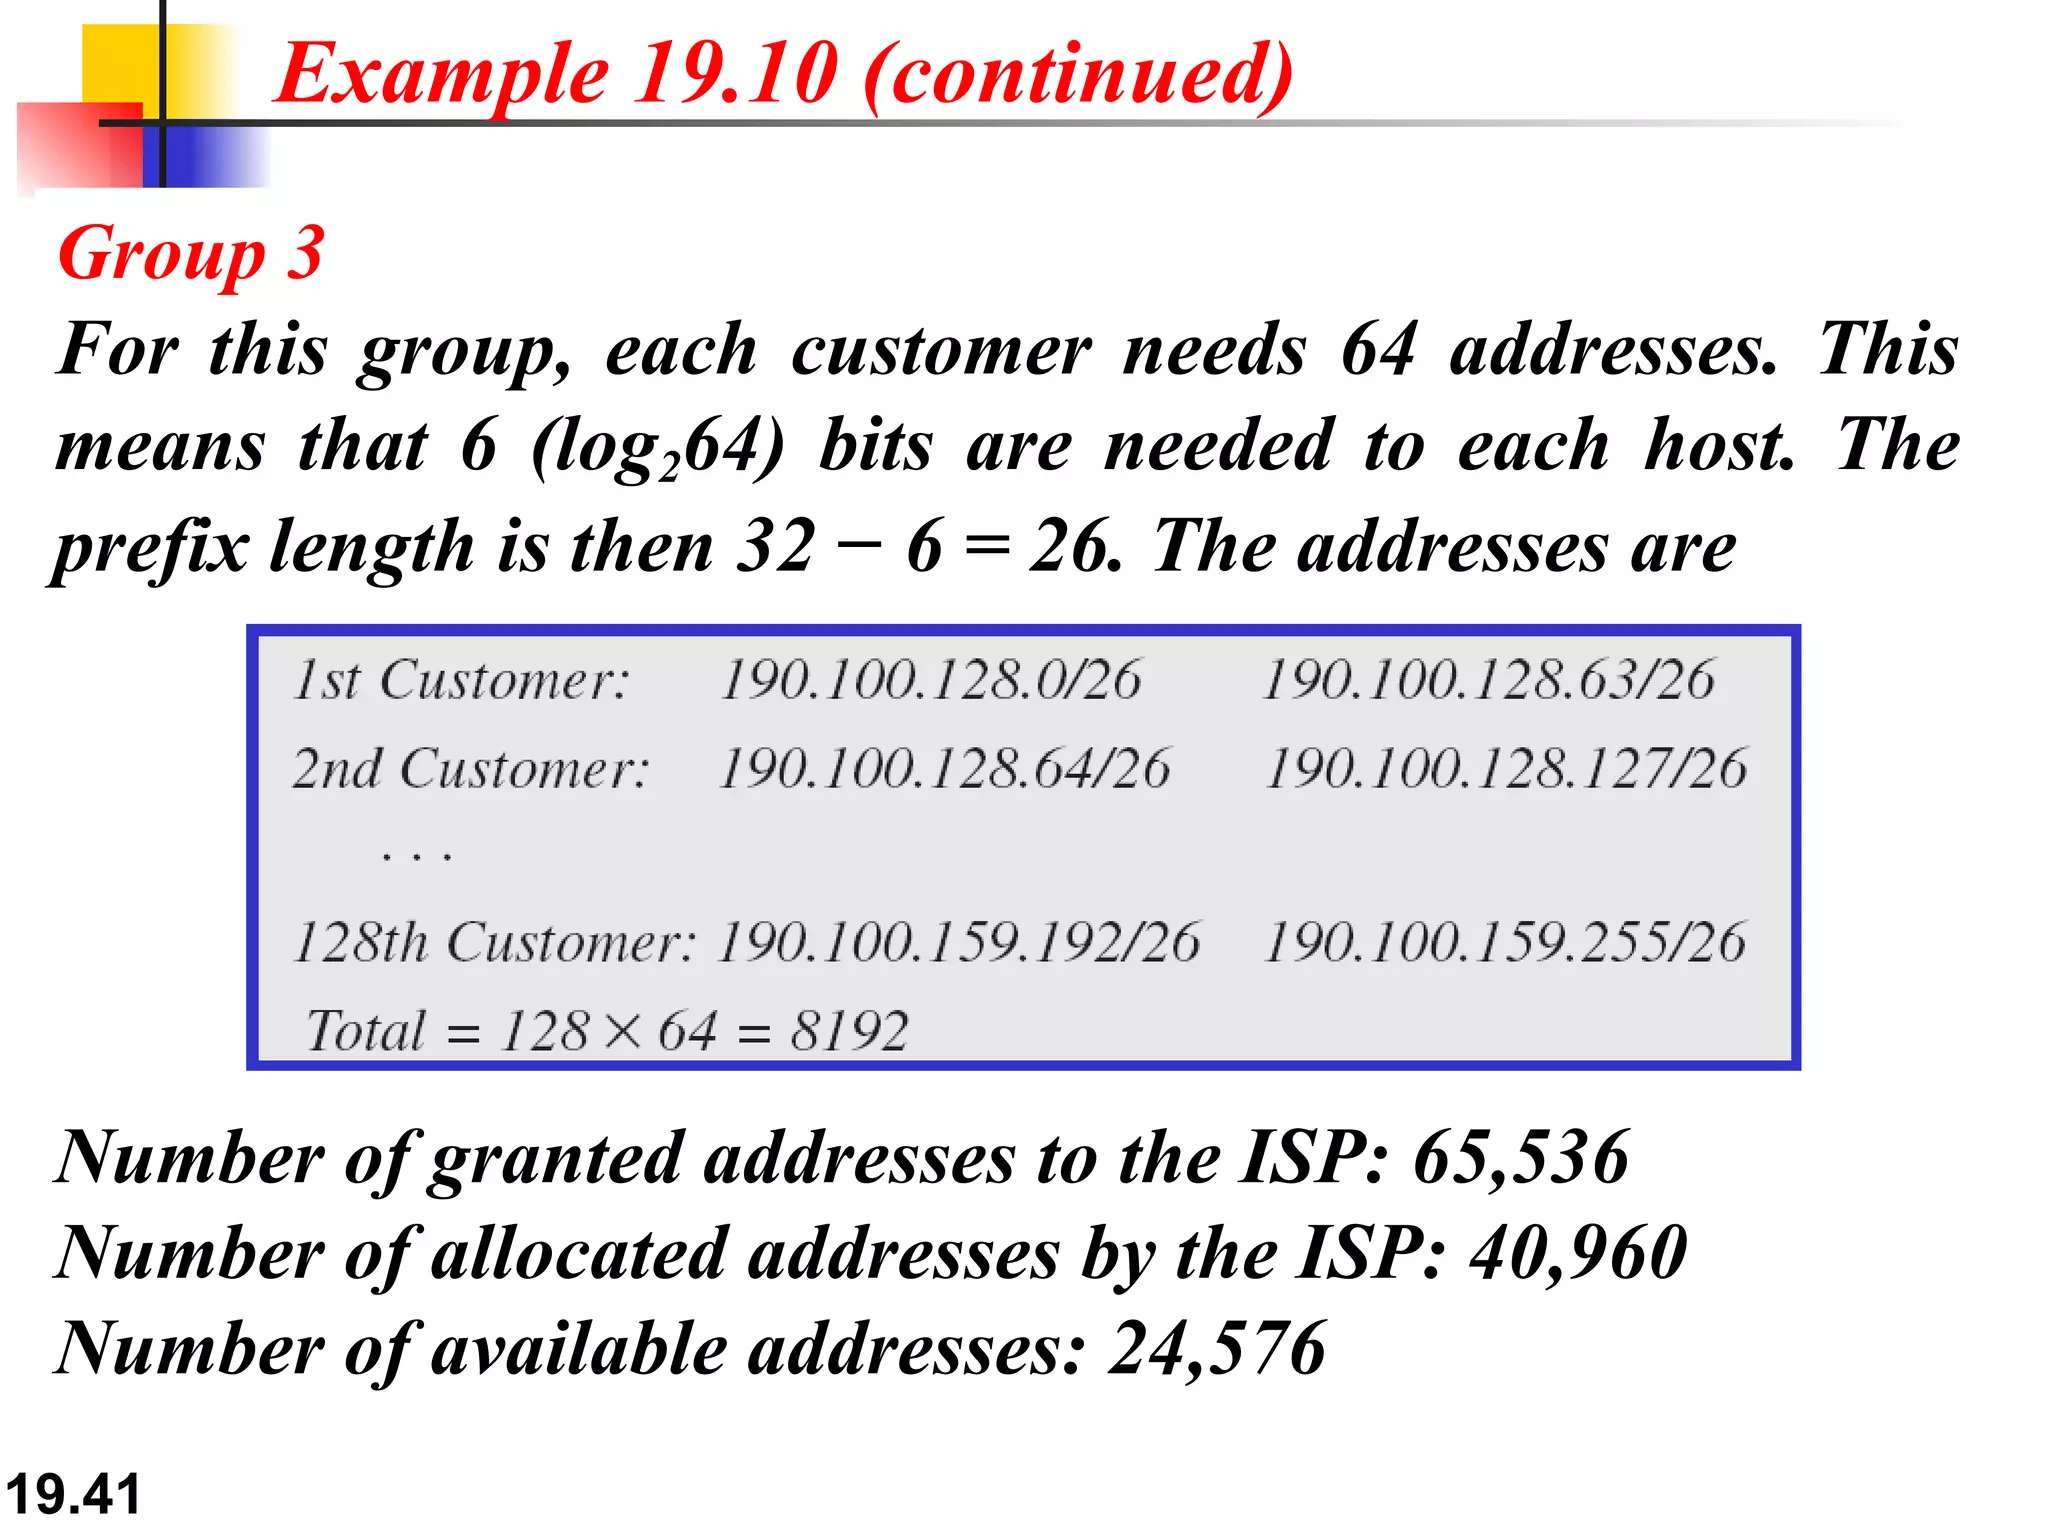 Example 19.10 (continued)
Group 3
For this group, each customer needs 64 addresses. This
means that 6 (log₂64) bits are needed to each host. The
prefix length is then 32 − 6 = 26. The addresses are
1st Customer: 190.100.128.0/26 190.100.128.63/26
2nd Customer: 190.100.128.64/26 190.100.128.127/26
. . .
128th Customer: 190.100.159.192/26 190.100.159.255/26
Total = 128 × 64 = 8192
Number of granted addresses to the ISP: 65,536
Number of allocated addresses by the ISP: 40,960
Number of available addresses: 24,576
19.41